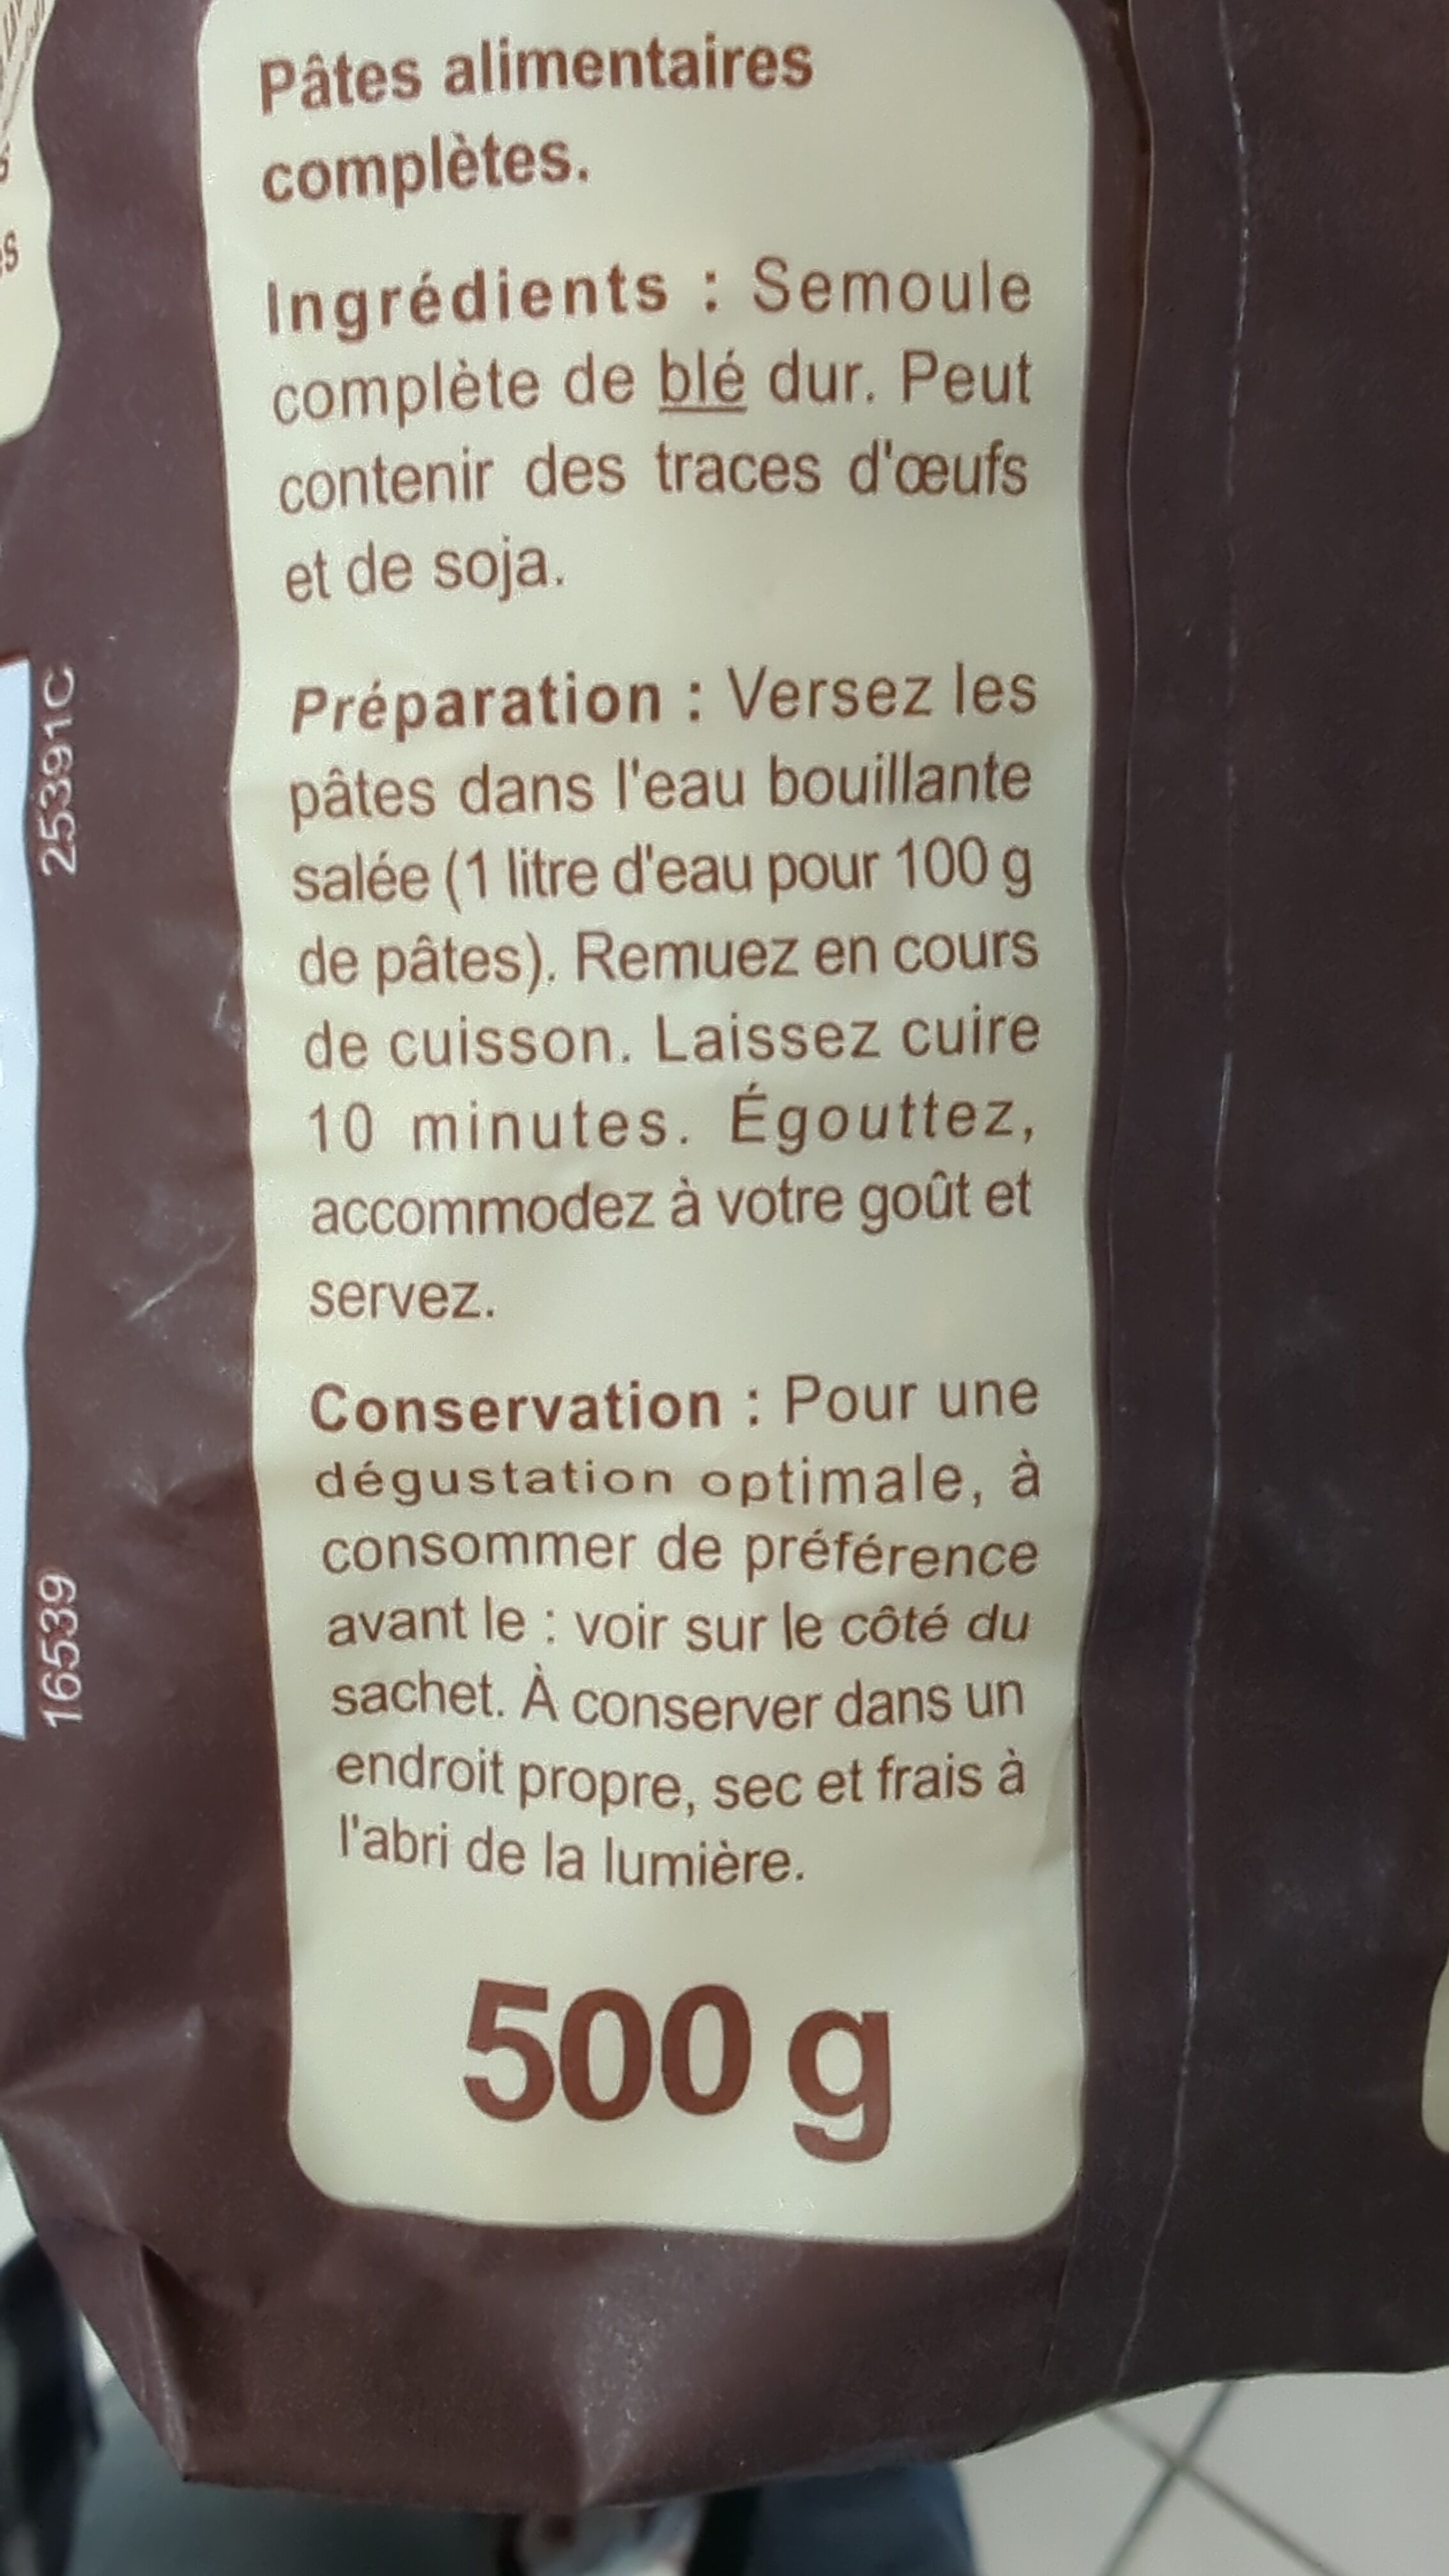 Pâtes alimentaires
complètes.
Ingrédients : Semoule
complète de blé dur. Peut
contenir des traces d'œufs
et de soja.
Préparation : Versez les
pâtes dans l'eau bouillante
salée (1 litre d'eau pour 100 g
de pâtes). Remuez en cours
de cuisson. Laissez cuire
10 minutes. Égouttez,
accommodez à votre goût et
servez.
Conservation : Pour une
dégustation optimale, à
consommer de préférence
avant le : voir sur le côté du
sachet. À conserver dans un
endroit propre, sec et frais à
l'abri de la lumière.
500 g
25391C
16539